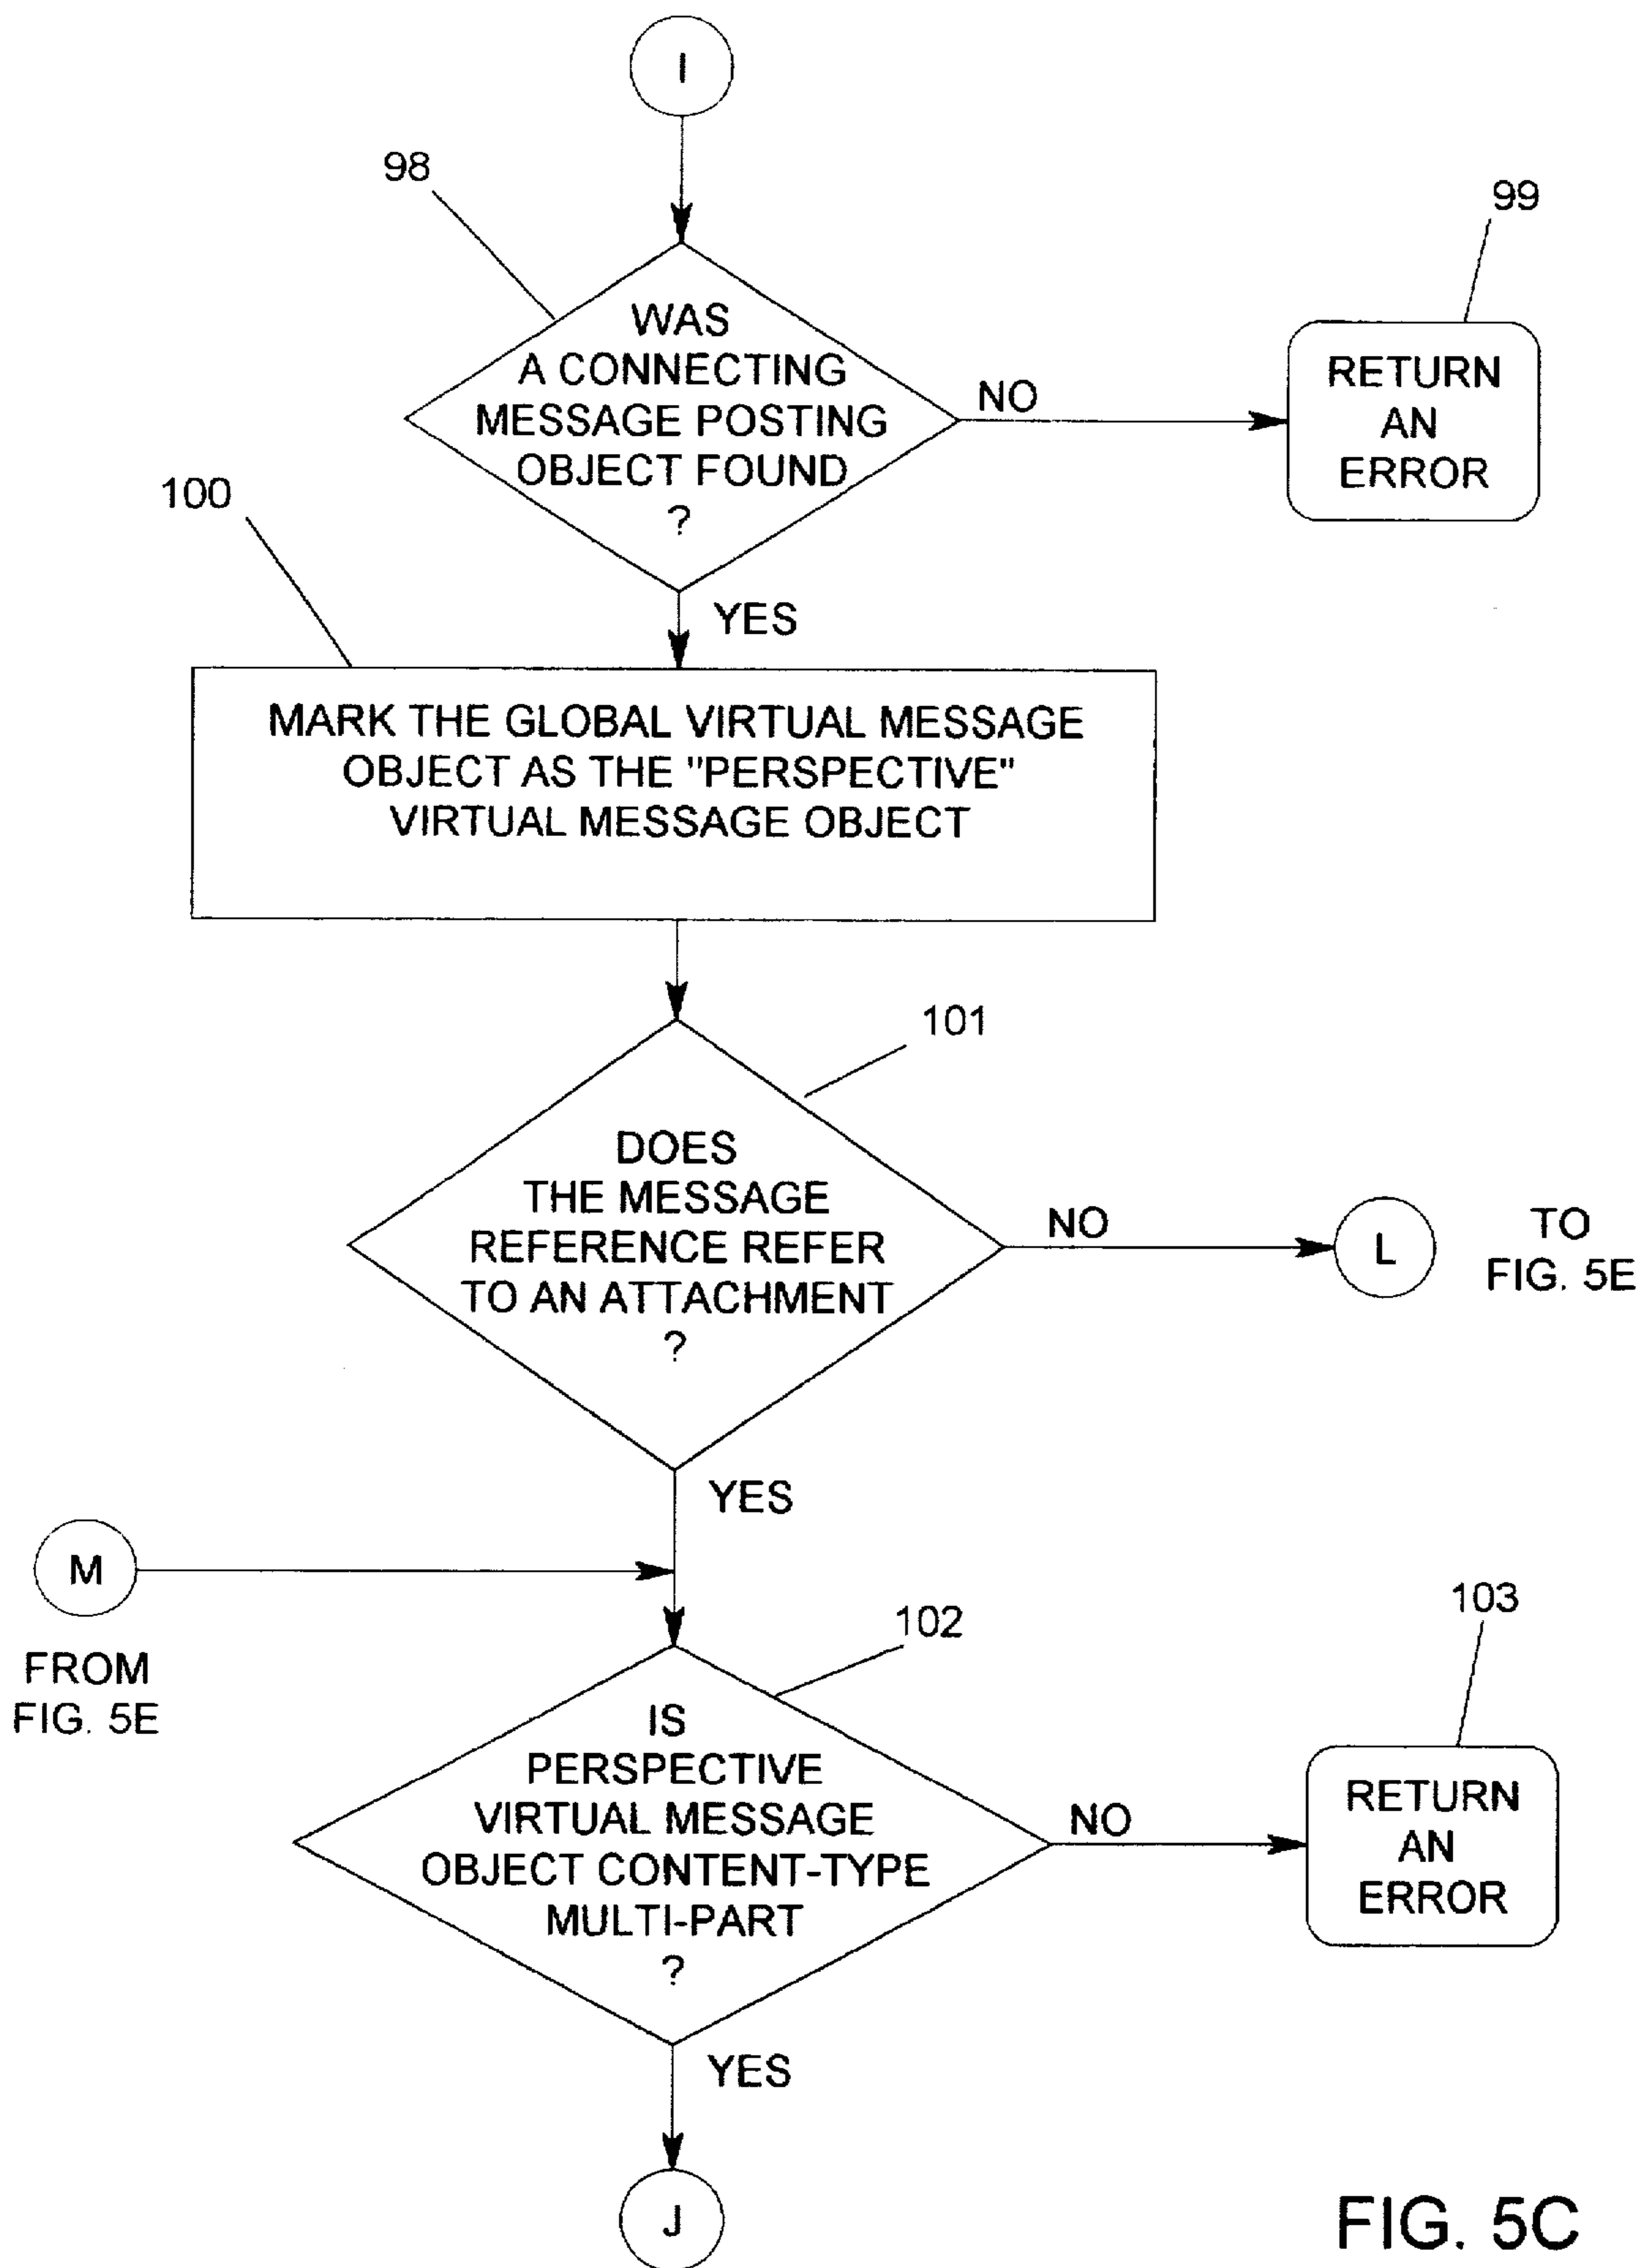 I
98
WAS
A CONNECTING
MESSAGE POSTING
OBJECT FOUND
?
NO
99
RETURN
AN
ERROR
YES
100
MARK THE GLOBAL VIRTUAL MESSAGE
OBJECT AS THE "PERSPECTIVE"
VIRTUAL MESSAGE OBJECT
101
DOES
THE MESSAGE
REFERENCE REFER
TO AN ATTACHMENT
?
NO
L
TO
FIG. 5E
YES
M
FROM
FIG. 5E
102
IS
PERSPECTIVE
VIRTUAL MESSAGE
OBJECT CONTENT-TYPE
MULTI-PART
?
NO
103
RETURN
AN
ERROR
YES
J
FIG. 5C